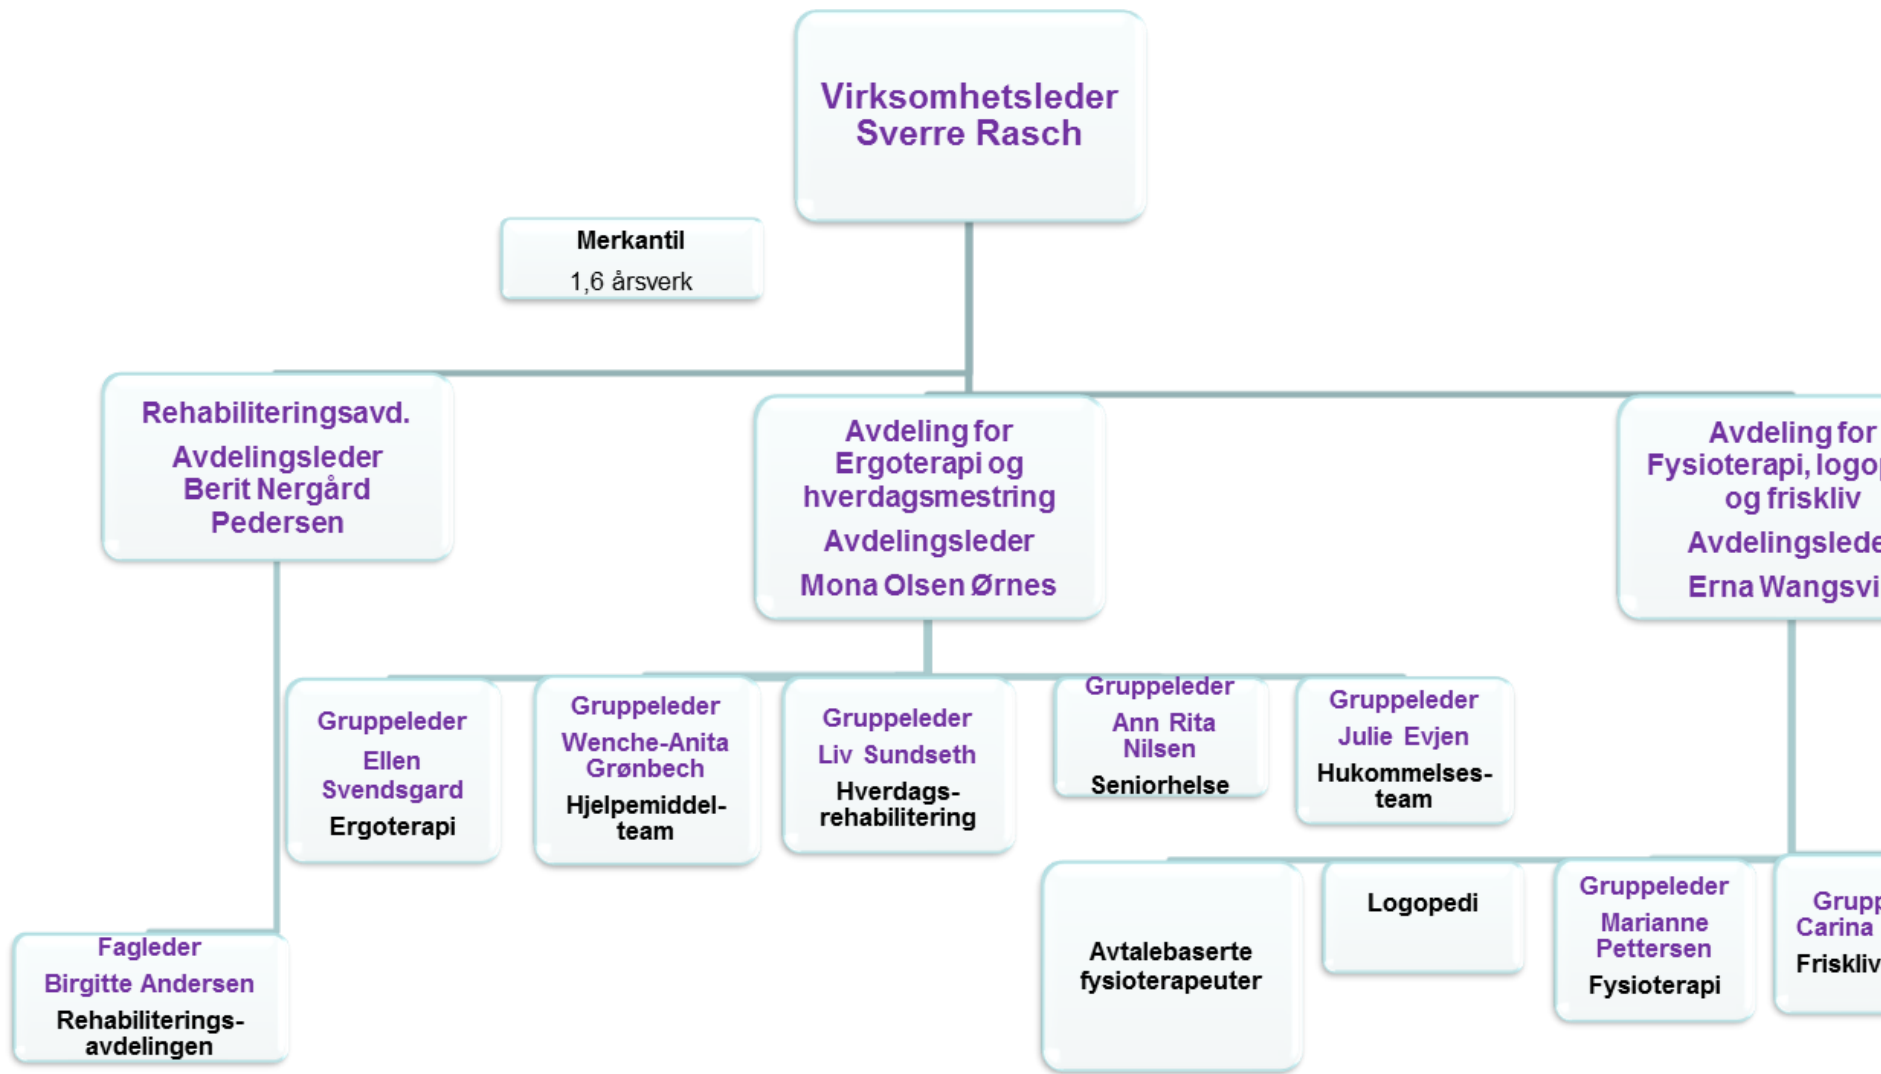 Virksomhetsleder
Sverre Rasch
Merkantil
1,6 årsverk
Rehabiliteringsavd.
Avdelingsleder
Berit Nergård
Pedersen
Avdeling for
Ergoterapi og
hverdagsmestring
Avdelingsleder
Mona Olsen Ørnes
Avdeling for
Fysioterapi,
og friskliv
Erna
Gruppeleder
Ellen
Svendsgard
Ergoterapi
Gruppeleder
Wenche-Anita
Grønbech
Hjelpemiddel-
team
Gruppeleder
Liv Sundseth
Hverdags-
rehabilitering
Gruppeleder
Ann Rita
Nilsen
Seniorhelse
Gruppeleder
Julie Evjen
Hukommelses-
team
Fagleder
Birgitte Andersen
Rehabiliterings-
avdelingen
Avtalebaserte
fysioterapeuter
Logopedi
Gruppeleder
Marianne
Pettersen
Fysioterapi
Carina